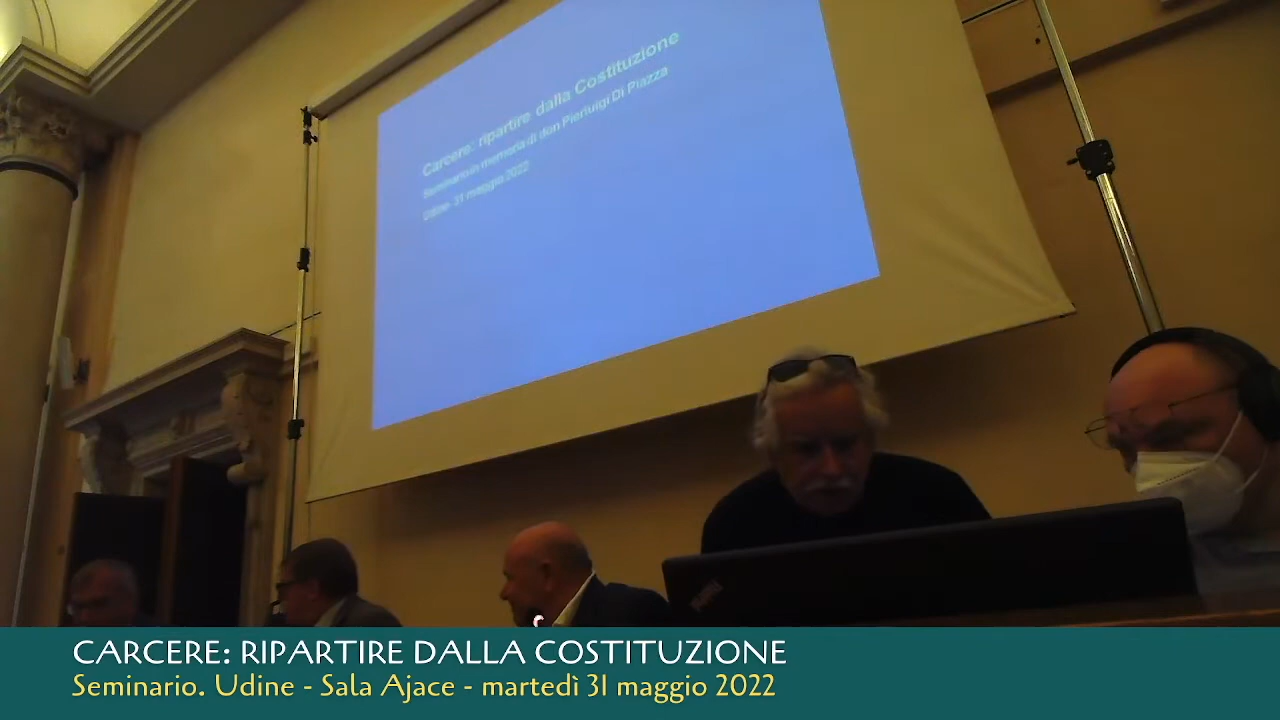 Carcere: ripartire dalla Costituzione
Seminario in memoria di don Pierluigi Di Piazza
Udine 31 maggio 2022
CARCERE: RIPARTIRE DALLA COSTITUZIONE
Seminario. Udine - Sala Ajace - martedì 31 maggio 2022